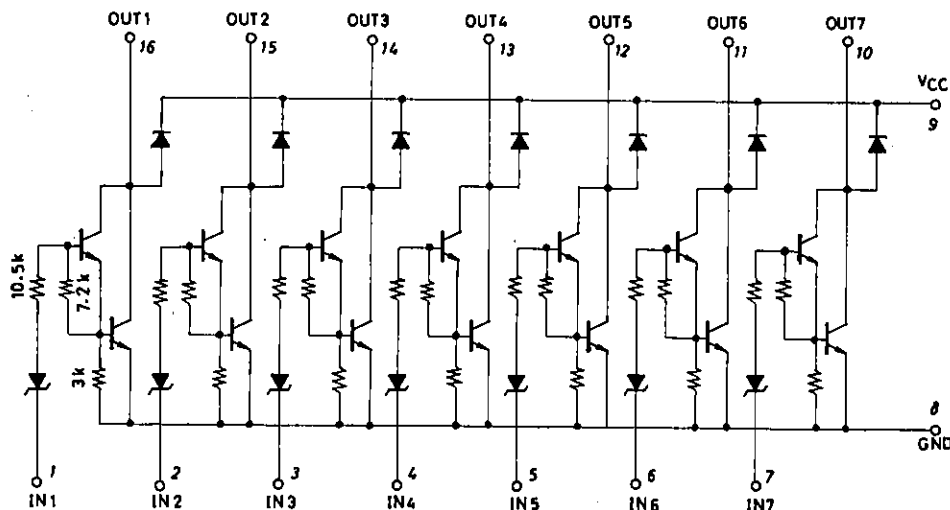 OUT1 OUT2 OUT3 OUT4 OUT5 OUT6 OUT7
16 15 14 13 12 11 10
VCC
9
10.5k
7.2k
3k
8
GND
1 2 3 4 5 6 7
IN1 IN2 IN3 IN4 IN5 IN6 IN7